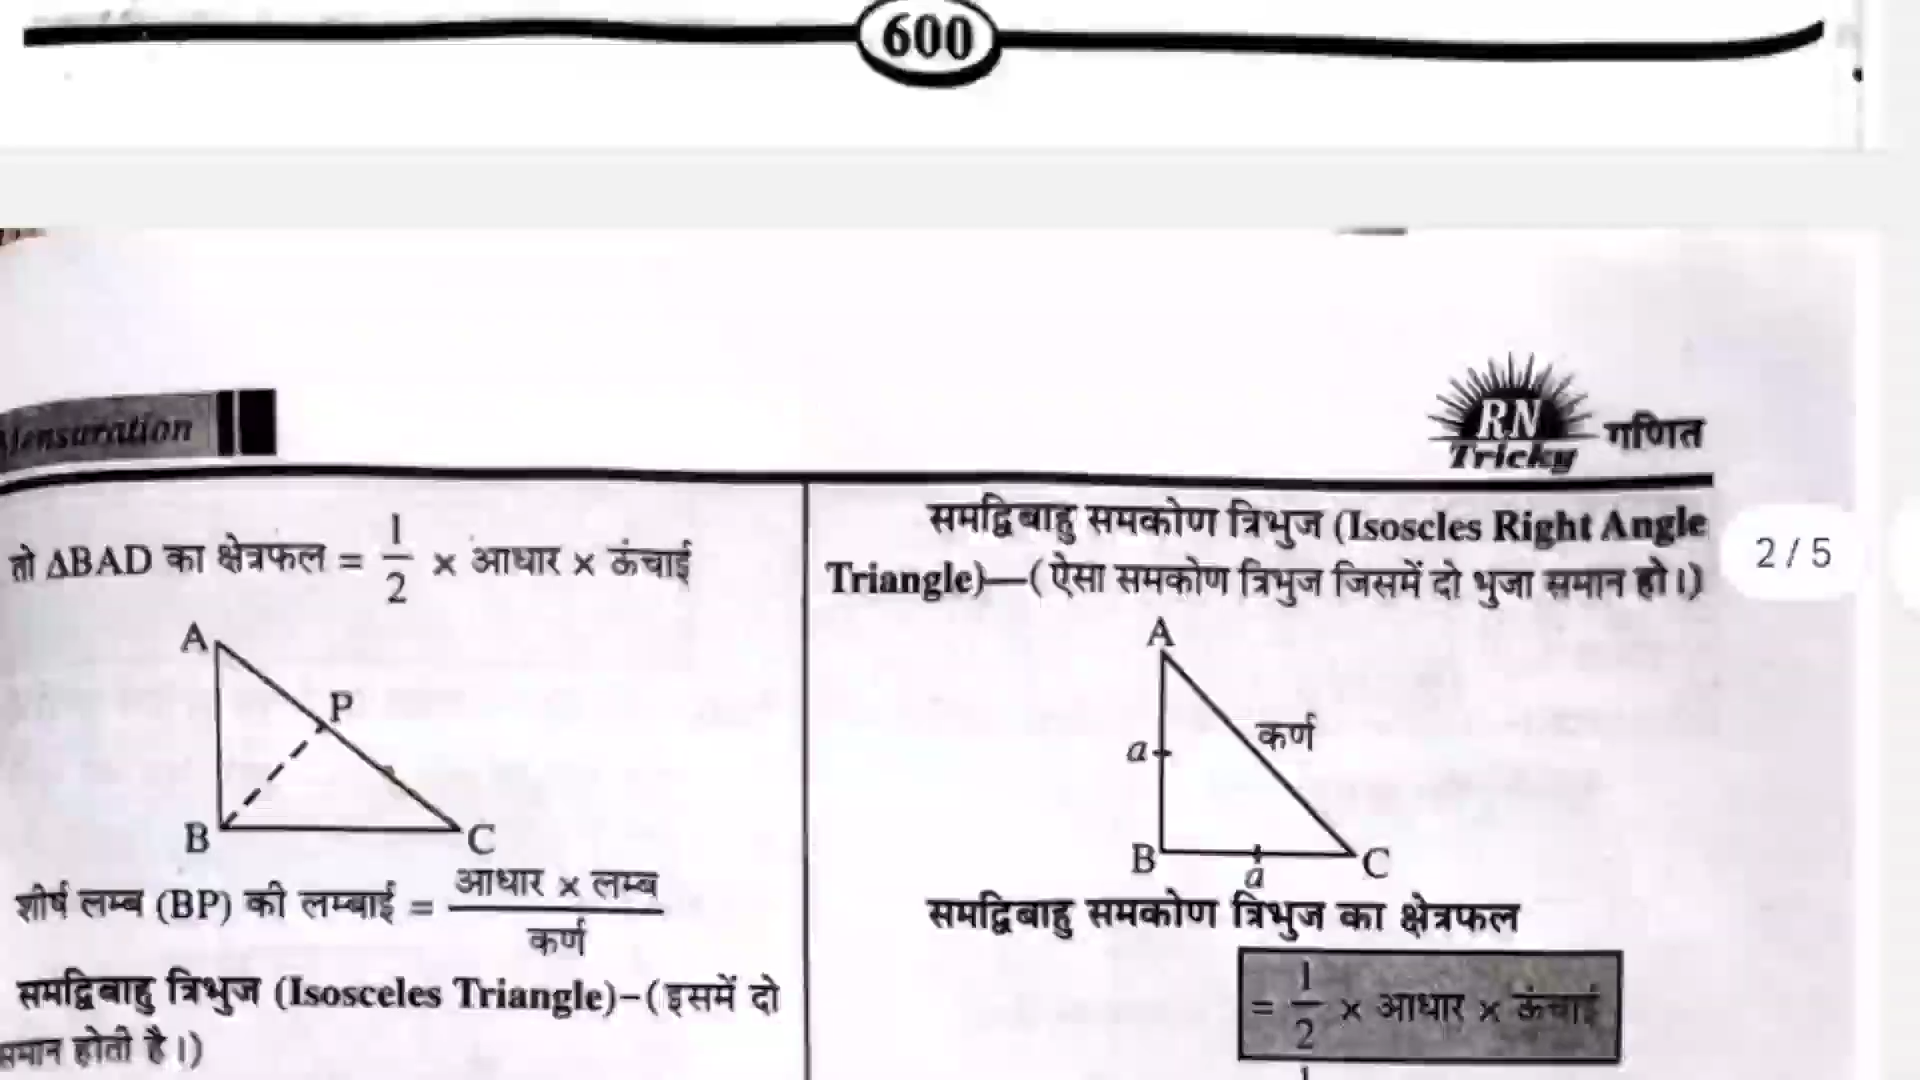 600
Mensuration
RN
Tricky गणित
तो ΔBAD का क्षेत्रफल = 1/2 × आधार × ऊंचाई
A
P
B
C
शीर्ष लम्ब (BP) की लम्बाई = आधार × लम्ब / कर्ण
समद्विबाहु त्रिभुज (Isosceles Triangle)–(इसमें दो
समान होती है।)
समद्विबाहु समकोण त्रिभुज (Isoscles Right Angle
Triangle)—(ऐसा समकोण त्रिभुज जिसमें दो भुजा समान हो।)
A
कर्ण
a
B
a
C
समद्विबाहु समकोण त्रिभुज का क्षेत्रफल
= 1/2 × आधार × ऊंचाई
2 / 5